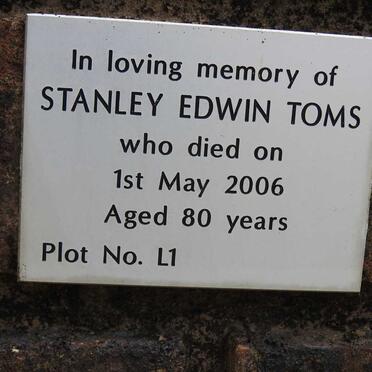 In loving memory of
STANLEY EDWIN TOMS
who died on
1st May 2006
Aged 80 years
Plot No. L1